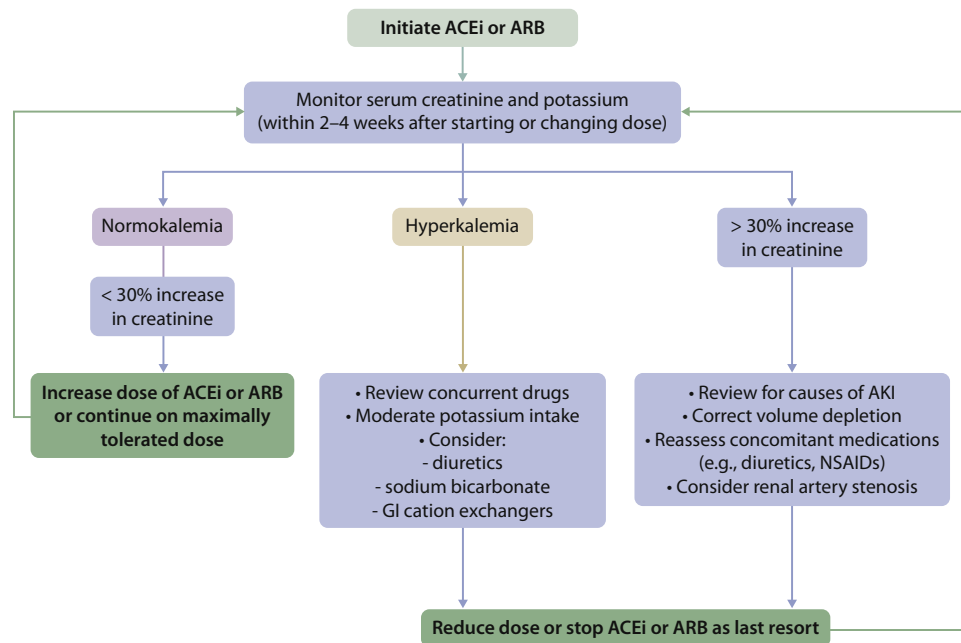 Initiate ACEi or ARB
Monitor serum creatinine and potassium
(within 2–4 weeks after starting or changing dose)
Normokalemia
< 30% increase
in creatinine
Increase dose of ACEi or ARB
or continue on maximally
tolerated dose
Hyperkalemia
• Review concurrent drugs
• Moderate potassium intake
• Consider:
- diuretics
- sodium bicarbonate
- GI cation exchangers
> 30% increase
in creatinine
• Review for causes of AKI
• Correct volume depletion
• Reassess concomitant medications
(e.g., diuretics, NSAIDs)
• Consider renal artery stenosis
Reduce dose or stop ACEi or ARB as last resort